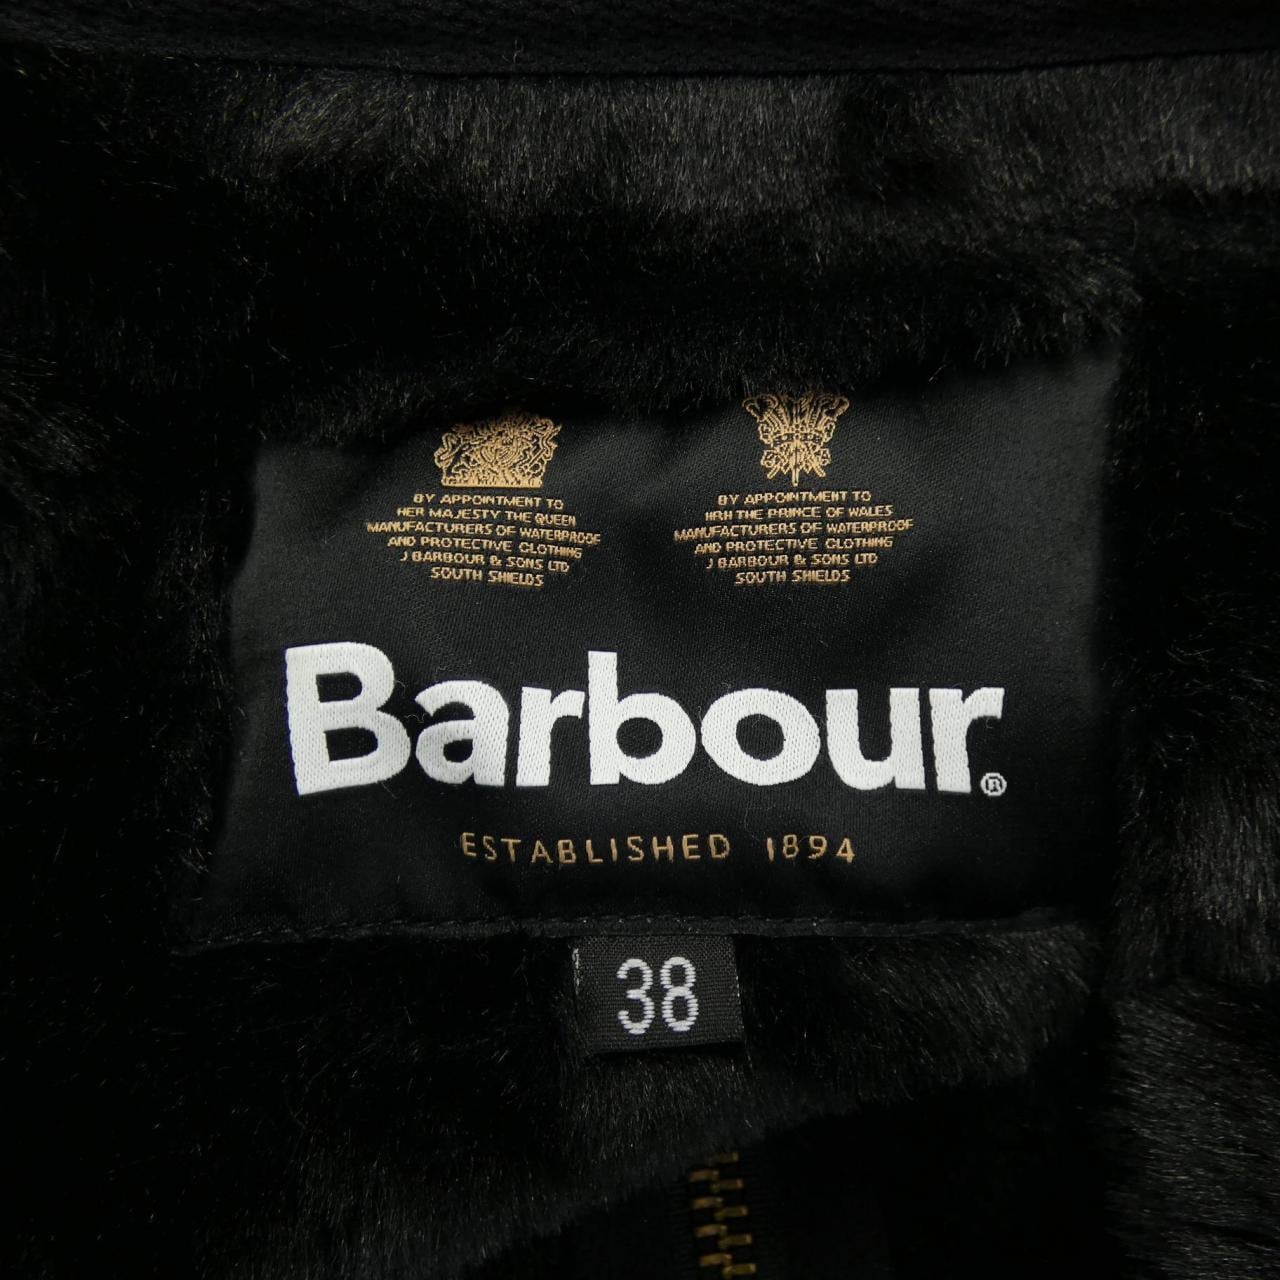 BY APPOINTMENT TO
HER MAJESTY THE QUEEN
MANUFACTURERS OF WATERPROOF
AND PROTECTIVE CLOTHING
J BARBOUR & SONS LTD
SOUTH SHIELDS
BY APPOINTMENT TO
HRH THE PRINCE OF WALES
MANUFACTURERS OF WATERPROOF
AND PROTECTIVE CLOTHING
J BARBOUR & SONS LTD
SOUTH SHIELDS
Barbour®
ESTABLISHED 1894
38